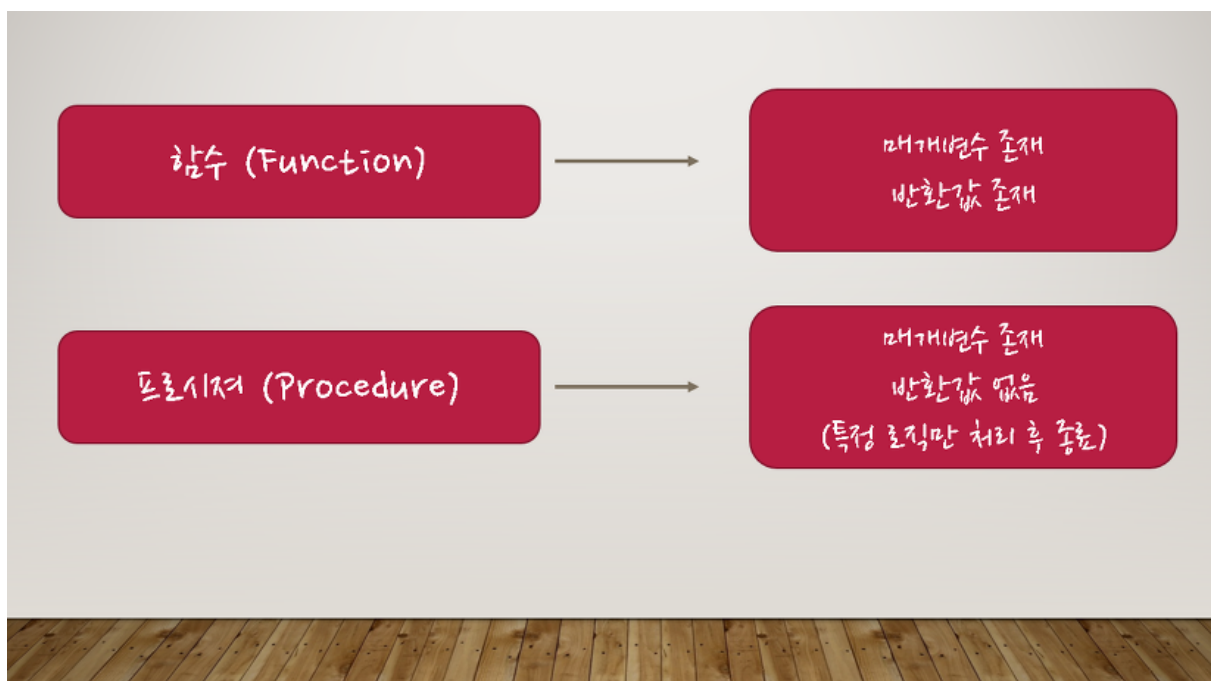 함수 (Function)
매개변수 존재
반환값 존재
프로시져 (Procedure)
매개변수 존재
반환값 없음
(특정 로직만 처리 후 종료)